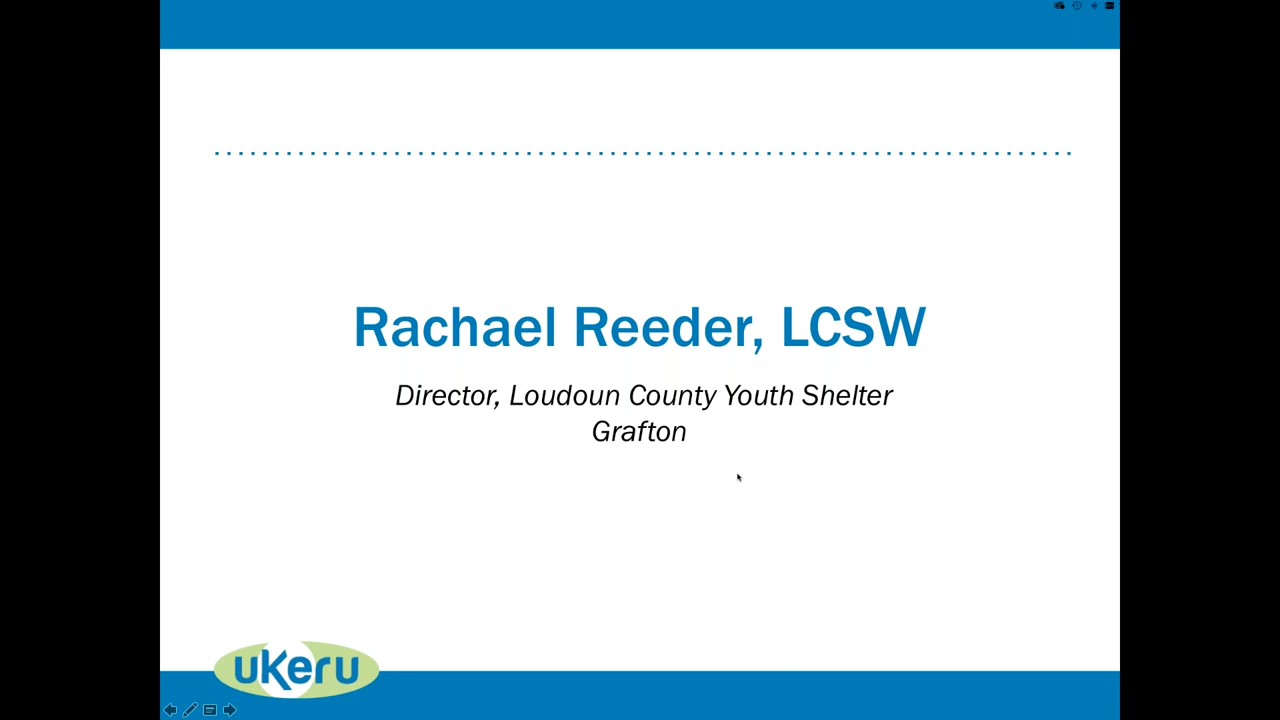 Rachael Reeder, LCSW
Director, Loudoun County Youth Shelter
Grafton
ukeru